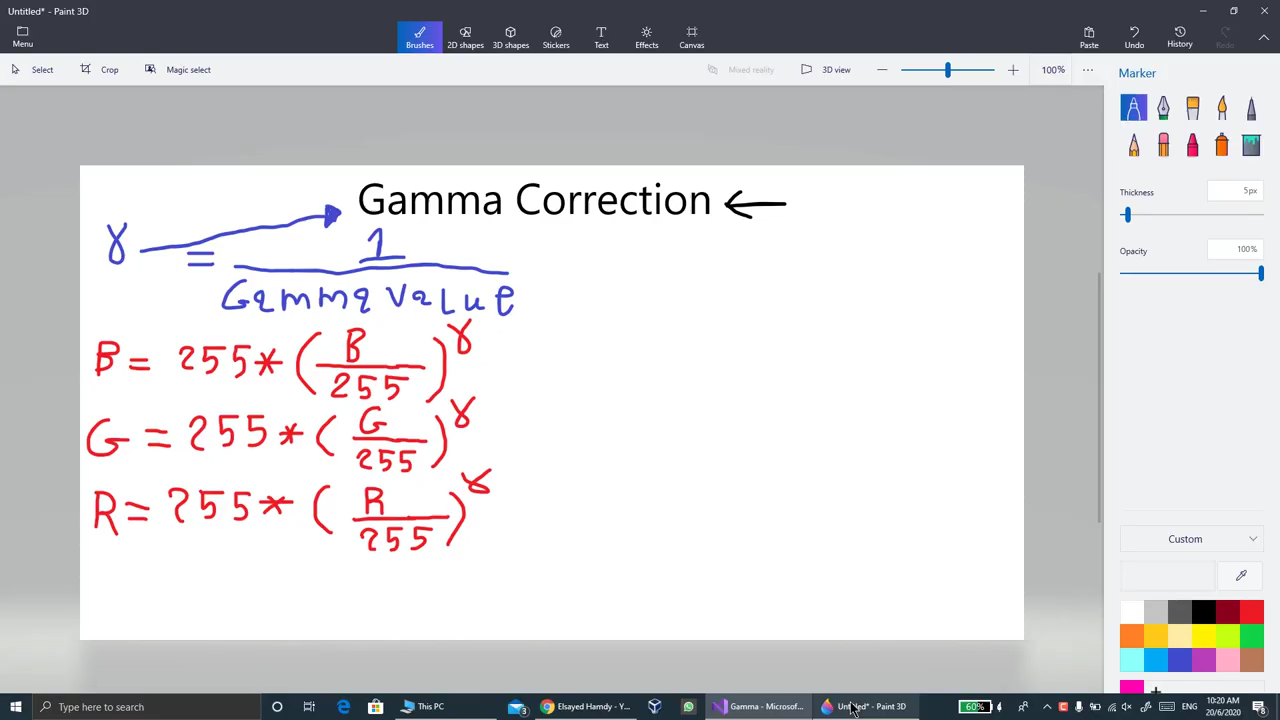 Untitled* - Paint 3D
Menu
Brushes
2D shapes
3D shapes
Stickers
Text
Effects
Canvas
Paste
Undo
History
Redo
Select
Crop
Magic select
Mixed reality
3D view
100%
Marker
Thickness
5px
Opacity
100%
Custom
Gamma Correction
γ = 1
Gamma Value
B = 255 * (B
255)γ
G = 255 * (G
255)γ
R = 255 * (R
255)γ
Type here to search
This PC
3
Elsayed Hamdy - Y...
Gamma - Microsof...
Untitled* - Paint 3D
60%
ENG
10:20 AM
20/6/2020
8